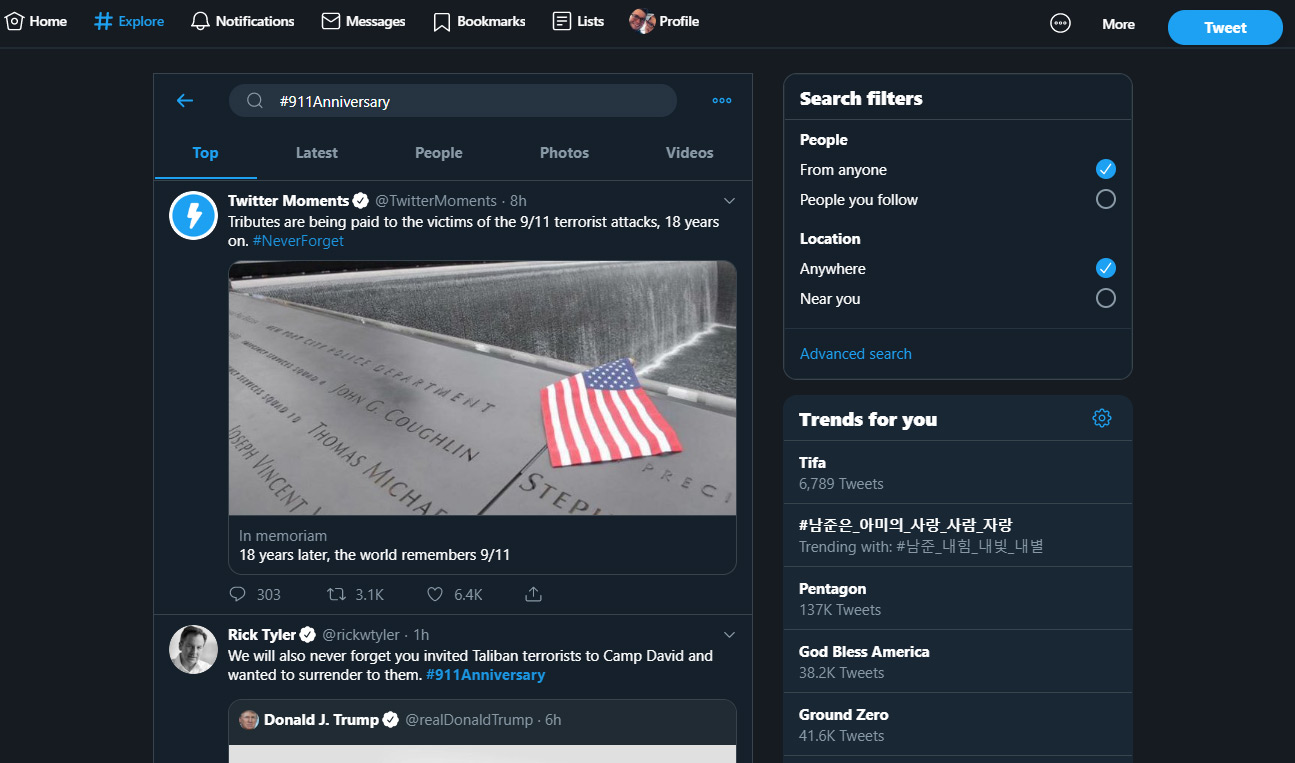 Home
Explore
Notifications
Messages
Bookmarks
Lists
Profile
More
Tweet
#911Anniversary
Top
Latest
People
Photos
Videos
Twitter Moments @TwitterMoments · 8h
Tributes are being paid to the victims of the 9/11 terrorist attacks, 18 years
on. #NeverForget
NEW YORK CITY POLICE DEPARTMENT
JOHN G. COUGHLIN
THOMAS MICHA
JOSEPH VINCENT
STEPH
PRECI
In memoriam
18 years later, the world remembers 9/11
303
3.1K
6.4K
Rick Tyler @rickwtyler · 1h
We will also never forget you invited Taliban terrorists to Camp David and
wanted to surrender to them. #911Anniversary
Donald J. Trump @realDonaldTrump · 6h
Search filters
People
From anyone
People you follow
Location
Anywhere
Near you
Advanced search
Trends for you
Tifa
6,789 Tweets
#남준은_아미의_사랑_사람_자랑
Trending with: #남준_내힘_내빛_내별
Pentagon
137K Tweets
God Bless America
38.2K Tweets
Ground Zero
41.6K Tweets